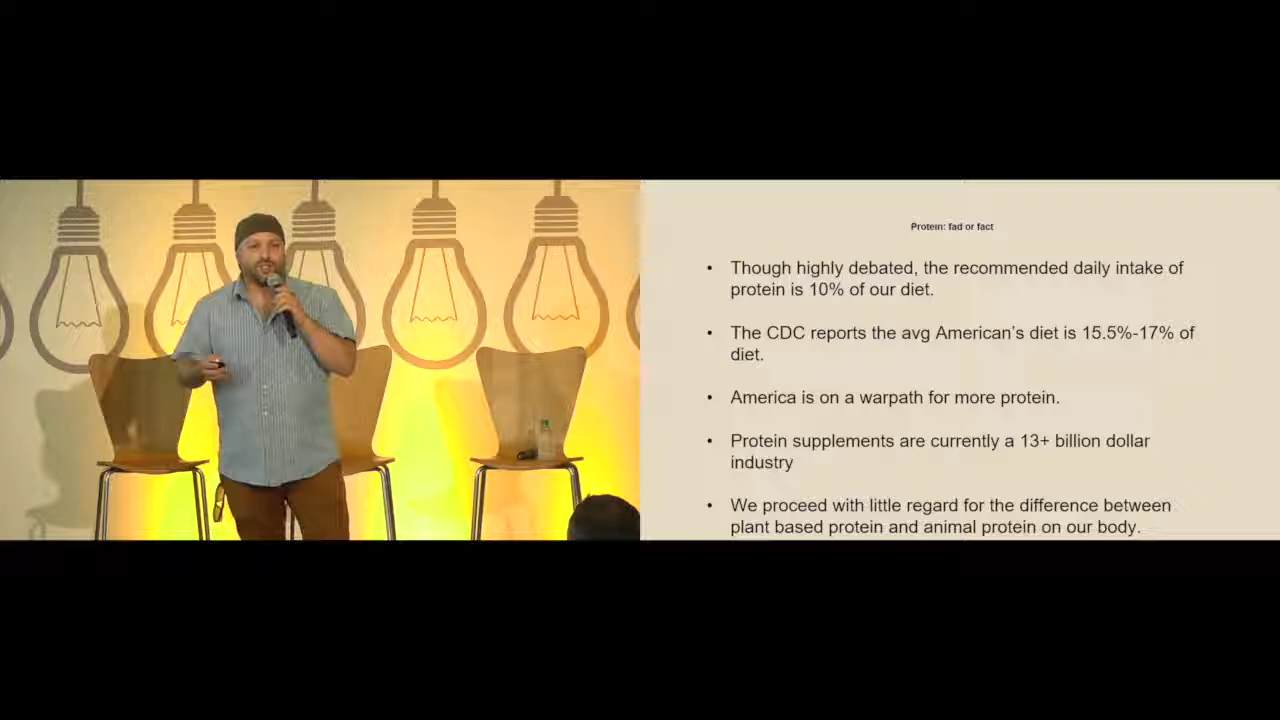 Protein: fad or fact
• Though highly debated, the recommended daily intake of
protein is 10% of our diet.
• The CDC reports the avg American's diet is 15.5%-17% of
diet.
• America is on a warpath for more protein.
• Protein supplements are currently a 13+ billion dollar
industry
• We proceed with little regard for the difference between
plant based protein and animal protein on our body.